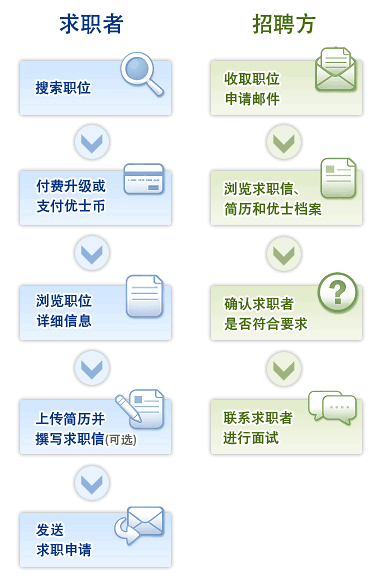 求职者
搜索职位
付费升级或
支付优士币
浏览职位
详细信息
上传简历并
撰写求职信(可选)
发送
求职申请
招聘方
收取职位
申请邮件
浏览求职信、
简历和优士档案
确认求职者
是否符合要求
?
联系求职者
进行面试